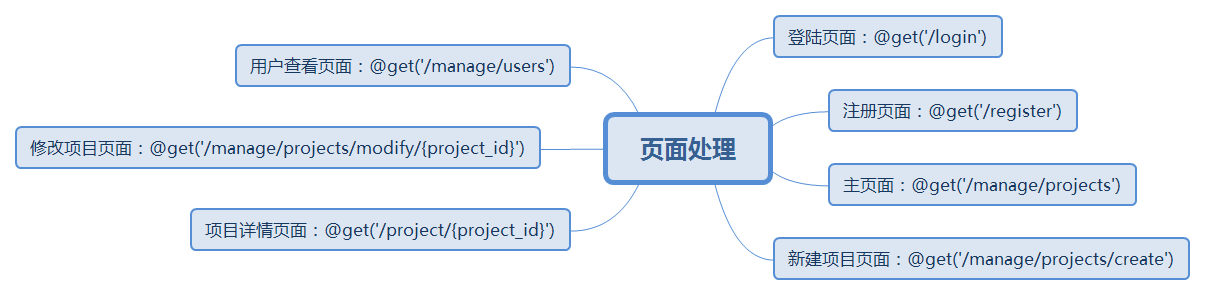 页面处理
登陆页面：@get('/login')
注册页面：@get('/register')
主页面：@get('/manage/projects')
新建项目页面：@get('/manage/projects/create')
用户查看页面：@get('/manage/users')
修改项目页面：@get('/manage/projects/modify/{project_id}')
项目详情页面：@get('/project/{project_id}')